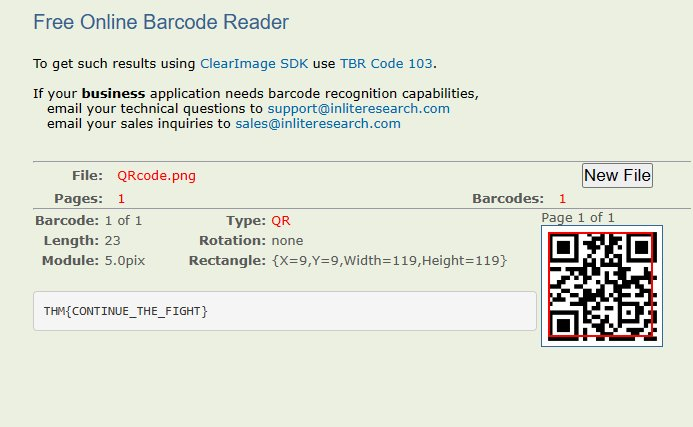 Free Online Barcode Reader
To get such results using ClearImage SDK use TBR Code 103.
If your business application needs barcode recognition capabilities,
email your technical questions to support@inliteresearch.com
email your sales inquiries to sales@inliteresearch.com
File: QRcode.png New File
Pages: 1 Barcodes: 1
Barcode: 1 of 1 Type: QR Page 1 of 1
Length: 23 Rotation: none
Module: 5.0pix Rectangle: {X=9,Y=9,Width=119,Height=119}
THM{CONTINUE_THE_FIGHT}